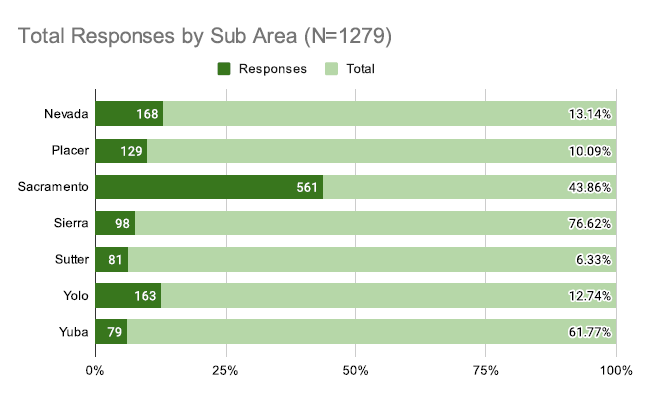 Total Responses by Sub Area (N=1279)
Responses Total
Nevada 168 13.14%
Placer 129 10.09%
Sacramento 561 43.86%
Sierra 98 76.62%
Sutter 81 6.33%
Yolo 163 12.74%
Yuba 79 61.77%
0% 25% 50% 75% 100%